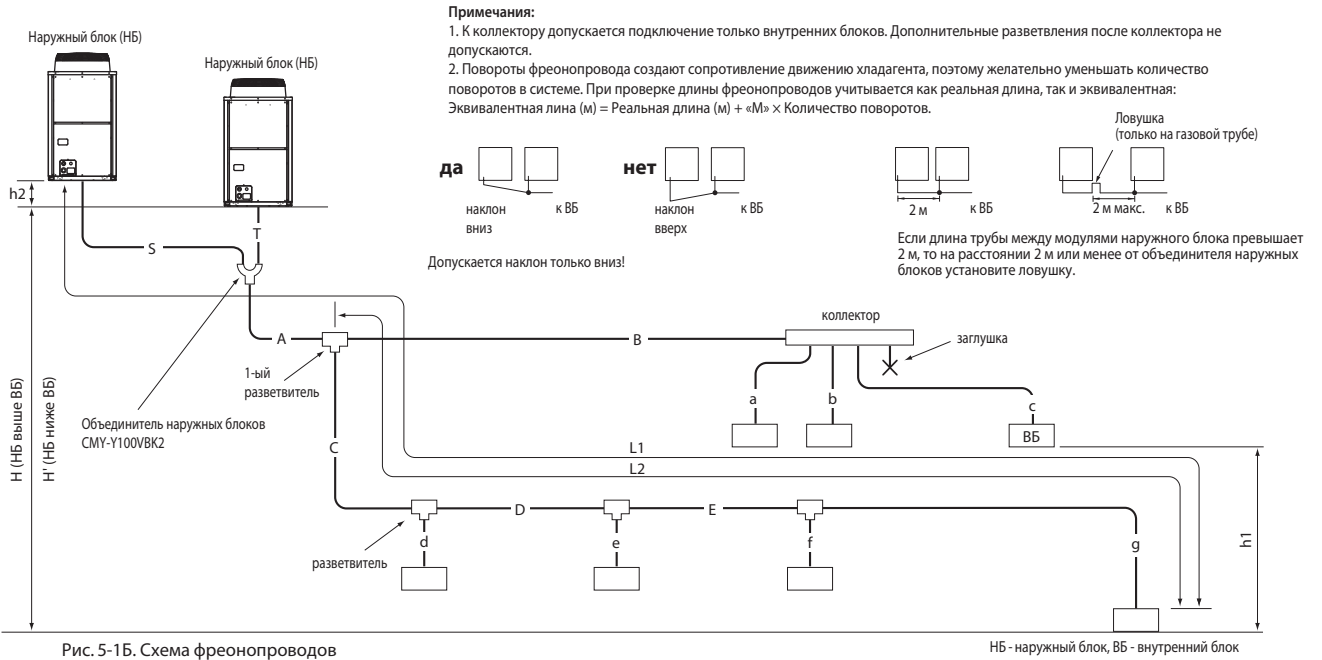 Примечания:
1. К коллектору допускается подключение только внутренних блоков. Дополнительные разветвления после коллектора не
допускаются.
2. Повороты фреонопровода создают сопротивление движению хладагента, поэтому желательно уменьшать количество
поворотов в системе. При проверке длины фреонопроводов учитывается как реальная длина, так и эквивалентная:
Эквивалентная лина (м) = Реальная длина (м) + «М» × Количество поворотов.
Наружный блок (НБ)
Наружный блок (НБ)
Ловушка
(только на газовой трубе)
да
нет
наклон
вниз
к ВБ
наклон
вверх
к ВБ
2 м
к ВБ
2 м макс.
к ВБ
Допускается наклон только вниз!
Если длина трубы между модулями наружного блока превышает
2 м, то на расстоянии 2 м или менее от объединителя наружных
блоков установите ловушку.
h2
S
T
A
B
коллектор
заглушка
1-ый
разветвитель
a
b
c
ВБ
Объединитель наружных блоков
CMY-Y100VBK2
C
H (НБ выше ВБ)
H' (НБ ниже ВБ)
L1
L2
D
E
d
e
f
g
h1
разветвитель
Рис. 5-1Б. Схема фреонопроводов
НБ - наружный блок, ВБ - внутренний блок